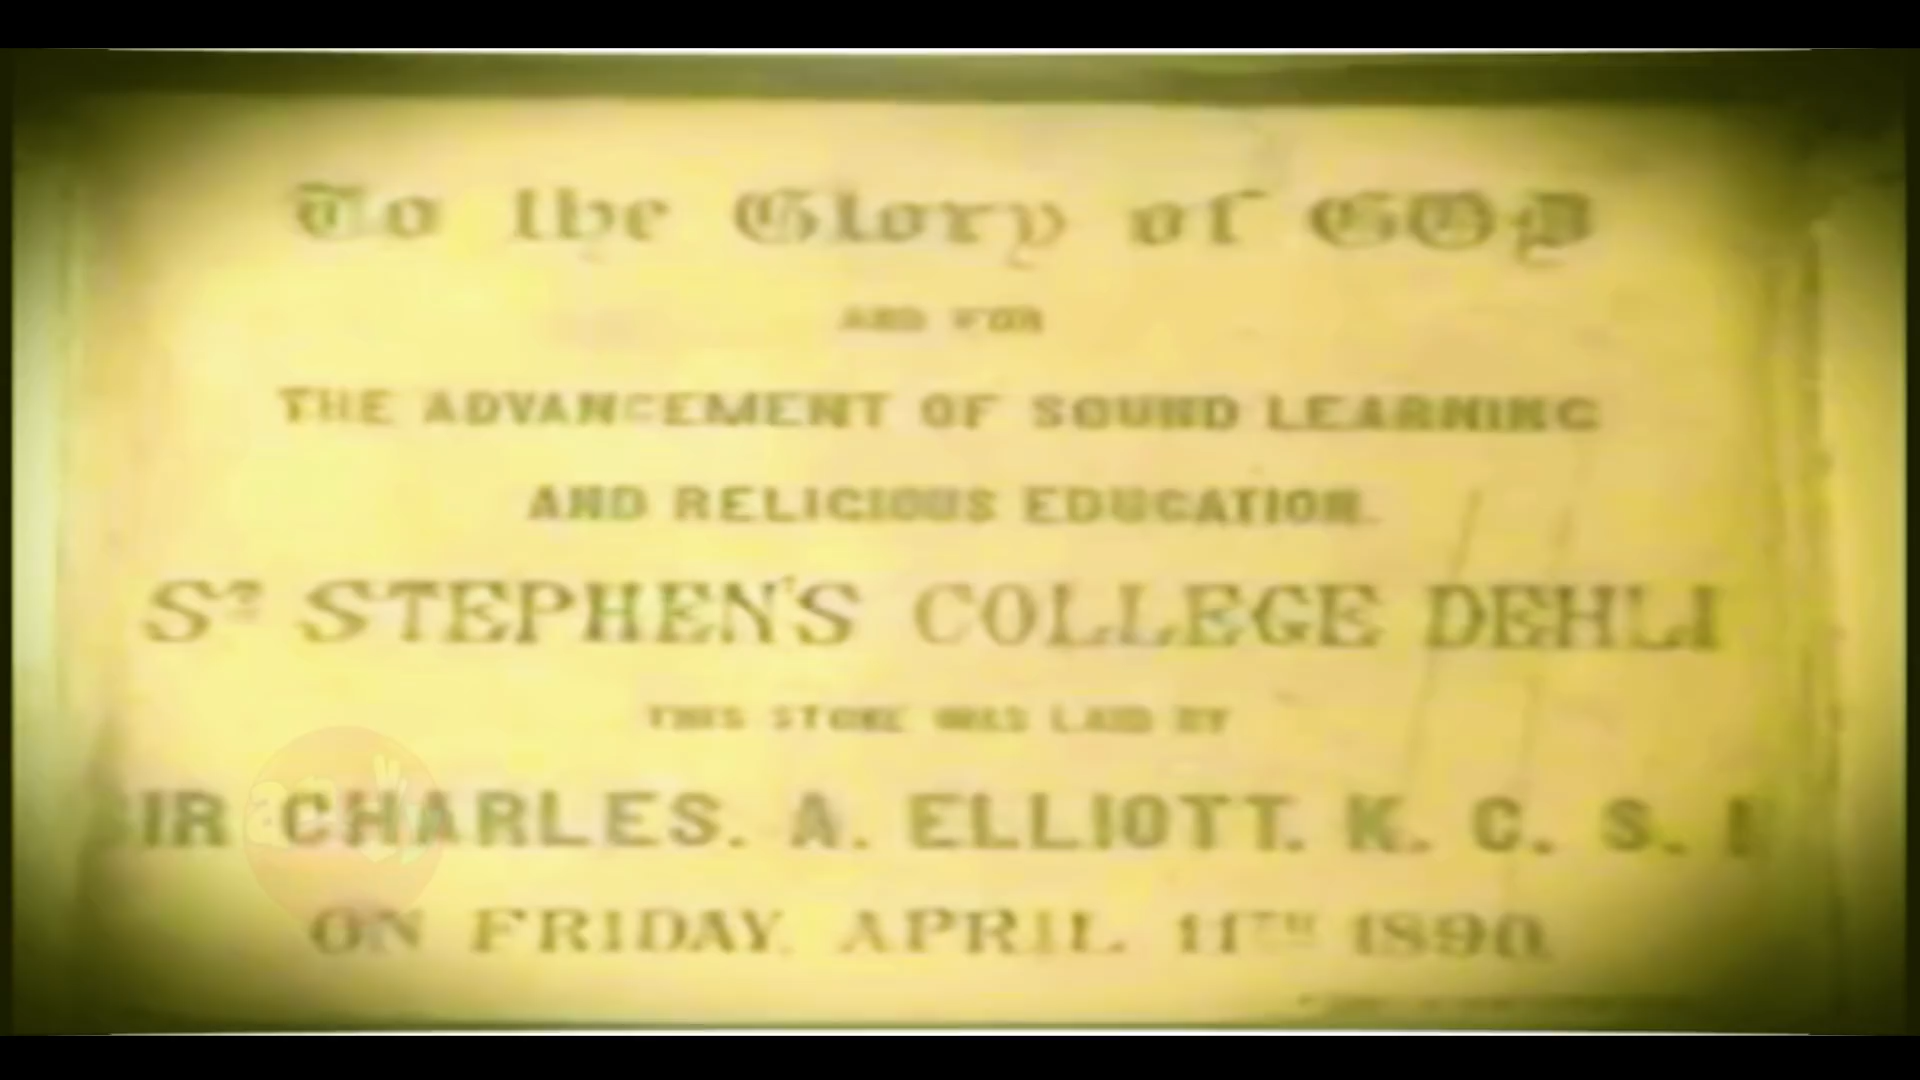 To the Glory of GOD
AND FOR
THE ADVANCEMENT OF SOUND LEARNING
AND RELIGIOUS EDUCATION.
ST STEPHEN'S COLLEGE DEHLI
THIS STONE WAS LAID BY
IR CHARLES. A. ELLIOTT. K. C. S. I
ON FRIDAY, APRIL 11TH 1890.